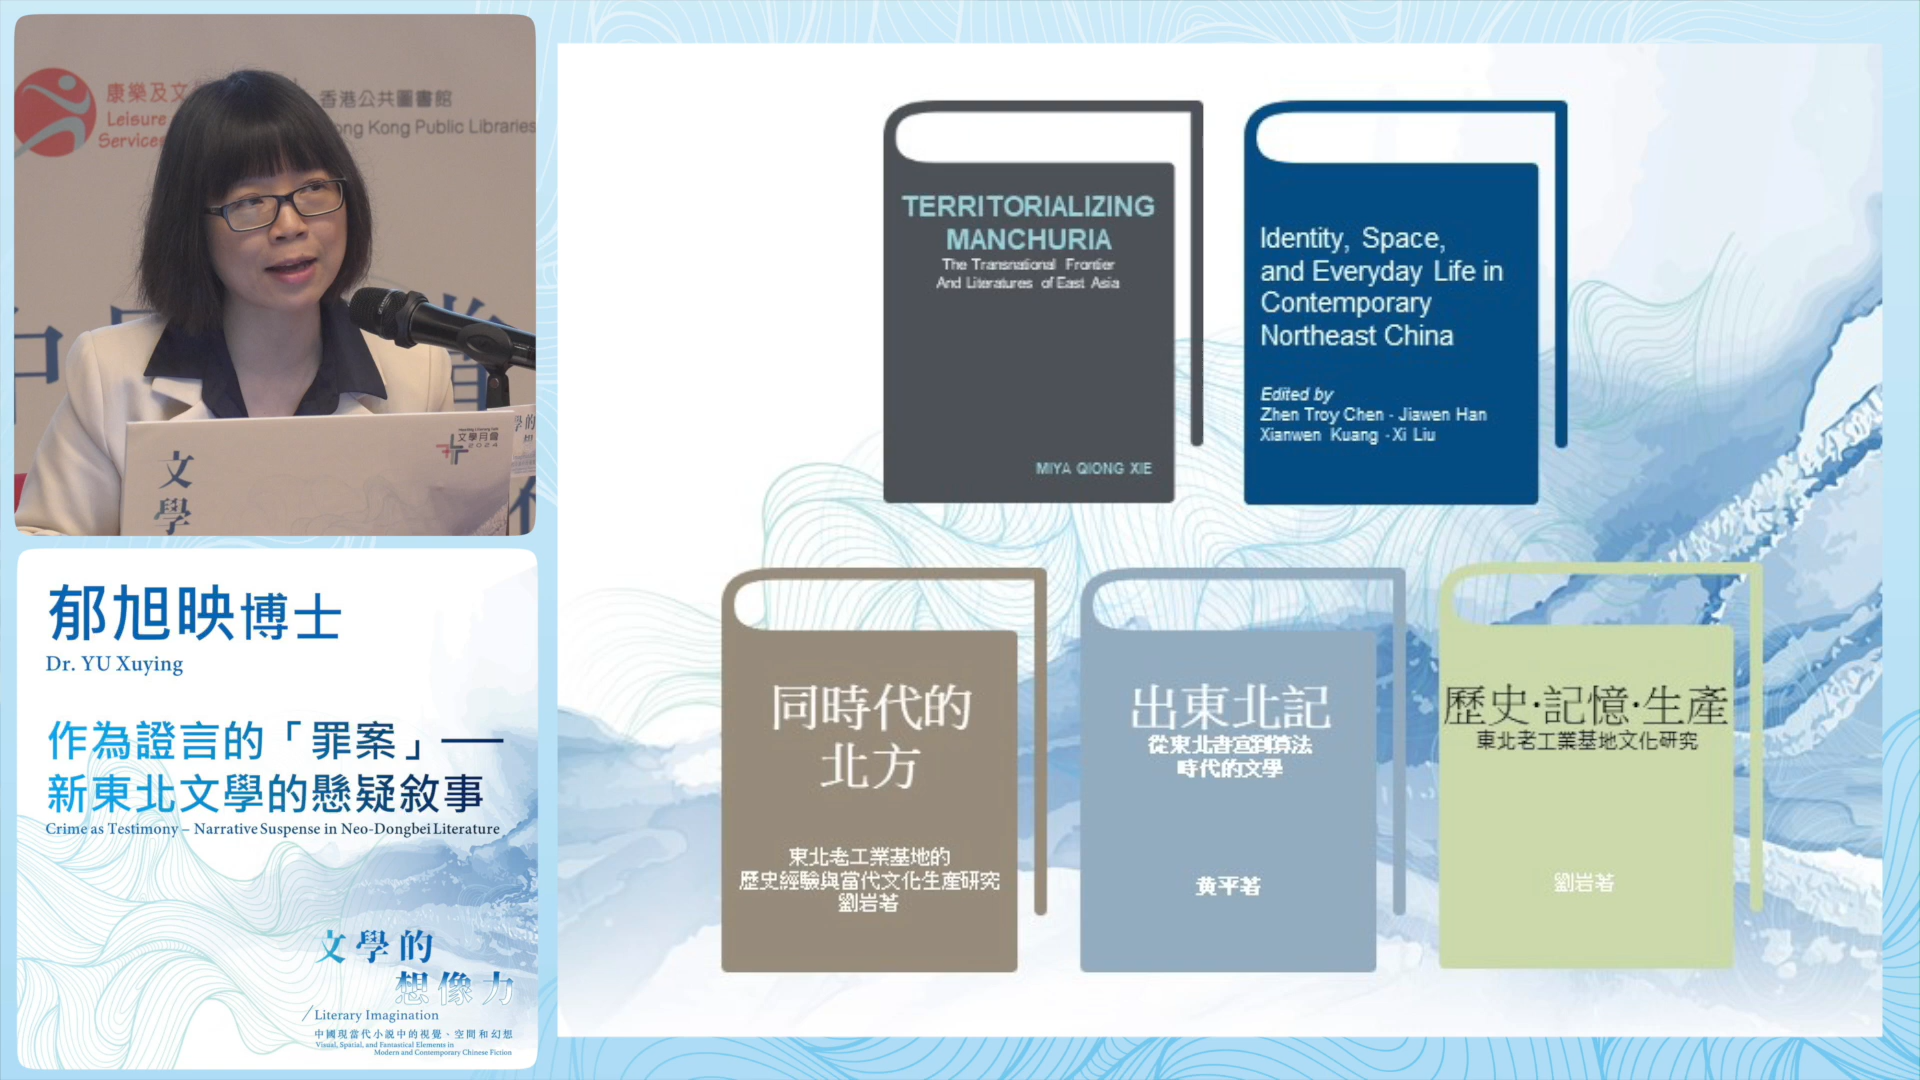 康樂及文
Leisure
Services
香港公共圖書館
ong Kong Public Libraries
文學月會
2024
文
學
郁旭映博士
Dr. YU Xuying
作為證言的「罪案」——
新東北文學的懸疑敘事
Crime as Testimony – Narrative Suspense in Neo-Dongbei Literature
文學的
想像力
/Literary Imagination
中國現當代小說中的視覺、空間和幻想
Visual, Spatial, and Fantastical Elements in
Modern and Contemporary Chinese Fiction
TERRITORIALIZING
MANCHURIA
The Transnational Frontier
And Literatures of East Asia
MIYA QIONG XIE
Identity, Space,
and Everyday Life in
Contemporary
Northeast China
Edited by
Zhen Troy Chen - Jiawen Han
Xianwen Kuang - Xi Liu
同時代的
北方
東北老工業基地的
歷史經驗與當代文化生產研究
劉岩著
出東北記
從東北書寫到算法
時代的文學
黃平著
歷史·記憶·生產
東北老工業基地文化研究
劉岩著